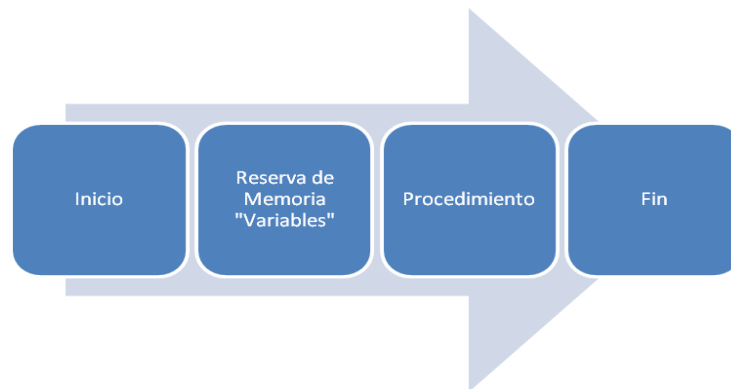 Inicio
Reserva de
Memoria
"Variables"
Procedimiento
Fin